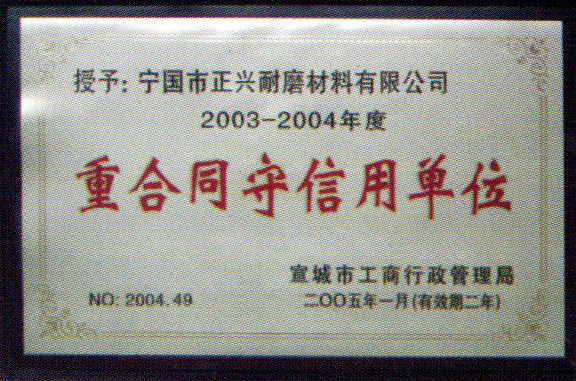 授予：宁国市正兴耐磨材料有限公司
2003-2004年度
重合同守信用单位
宣城市工商行政管理局
NO: 2004.49
二OO五年一月(有效期二年)